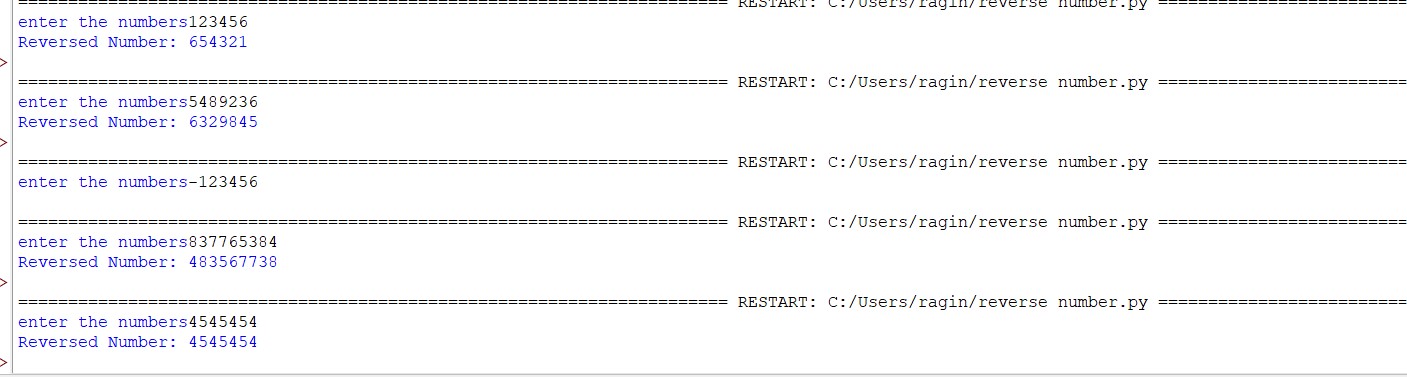 ======================================================================= RESTART: C:/Users/ragin/reverse number.py =========================
enter the numbers123456
Reversed Number: 654321
>
======================================================================= RESTART: C:/Users/ragin/reverse number.py =========================
enter the numbers5489236
Reversed Number: 6329845
>
======================================================================= RESTART: C:/Users/ragin/reverse number.py =========================
enter the numbers-123456
======================================================================= RESTART: C:/Users/ragin/reverse number.py =========================
enter the numbers837765384
Reversed Number: 483567738
>
======================================================================= RESTART: C:/Users/ragin/reverse number.py =========================
enter the numbers4545454
Reversed Number: 4545454
>